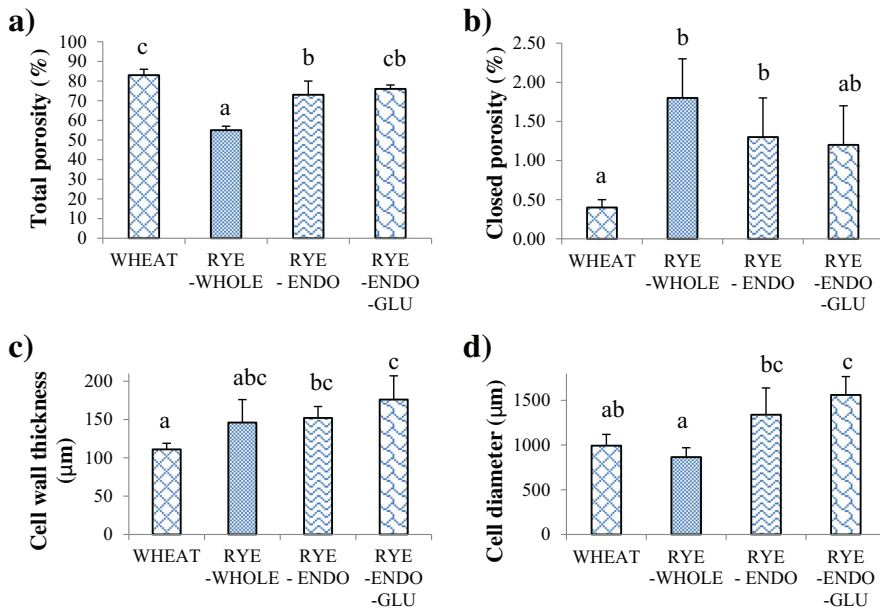 a)
Total porosity (%)
100
90
80
70
60
50
40
30
20
10
0
c
a
b
cb
WHEAT
RYE
-WHOLE
RYE
- ENDO
RYE
-ENDO
-GLU
b)
Closed porosity (%)
2.50
2.00
1.50
1.00
0.50
0.00
a
b
b
ab
WHEAT
RYE
-WHOLE
RYE
- ENDO
RYE
-ENDO
-GLU
c)
Cell wall thickness
(μm)
200
150
100
50
0
a
abc
bc
c
WHEAT
RYE
-WHOLE
RYE
- ENDO
RYE
-ENDO
-GLU
d)
Cell diameter (μm)
1500
1000
500
0
ab
a
bc
c
WHEAT
RYE
-WHOLE
RYE
- ENDO
RYE
-ENDO
-GLU